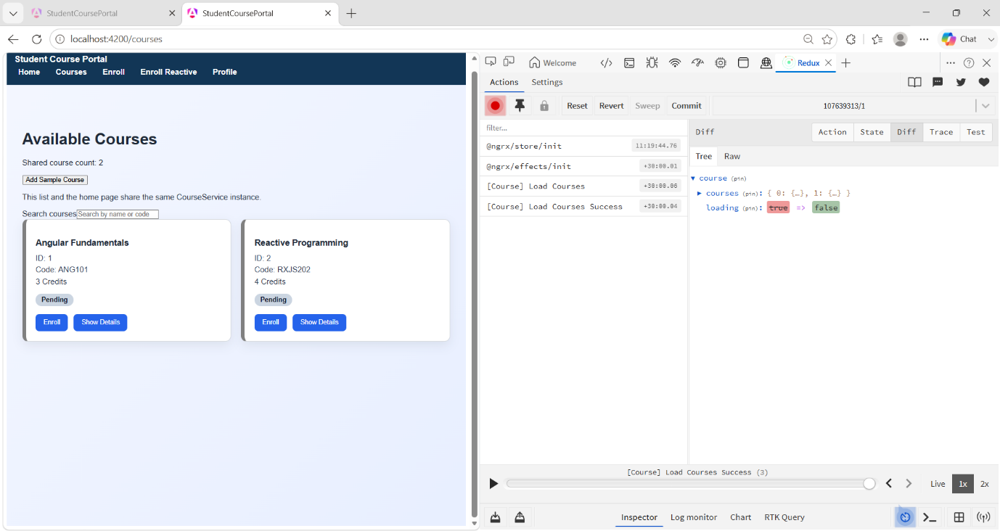 StudentCoursePortal
StudentCoursePortal
localhost:4200/courses
Chat
Student Course Portal
Home Courses Enroll Enroll Reactive Profile
Available Courses
Shared course count: 2
Add Sample Course
This list and the home page share the same CourseService instance.
Search courses Search by name or code
Angular Fundamentals
ID: 1
Code: ANG101
3 Credits
Pending
Enroll Show Details
Reactive Programming
ID: 2
Code: RXJS202
4 Credits
Pending
Enroll Show Details
Welcome Redux
Actions Settings
Reset Revert Sweep Commit 107639313/1
filter...
@ngrx/store/init 11:19:44.76
@ngrx/effects/init +30:00.01
[Course] Load Courses +30:00.06
[Course] Load Courses Success +30:00.04
Diff Action State Diff Trace Test
Tree Raw
course (pin)
courses (pin): { 0: {…}, 1: {…} }
loading (pin): true => false
[Course] Load Courses Success (3)
Live 1x 2x
Inspector Log monitor Chart RTK Query